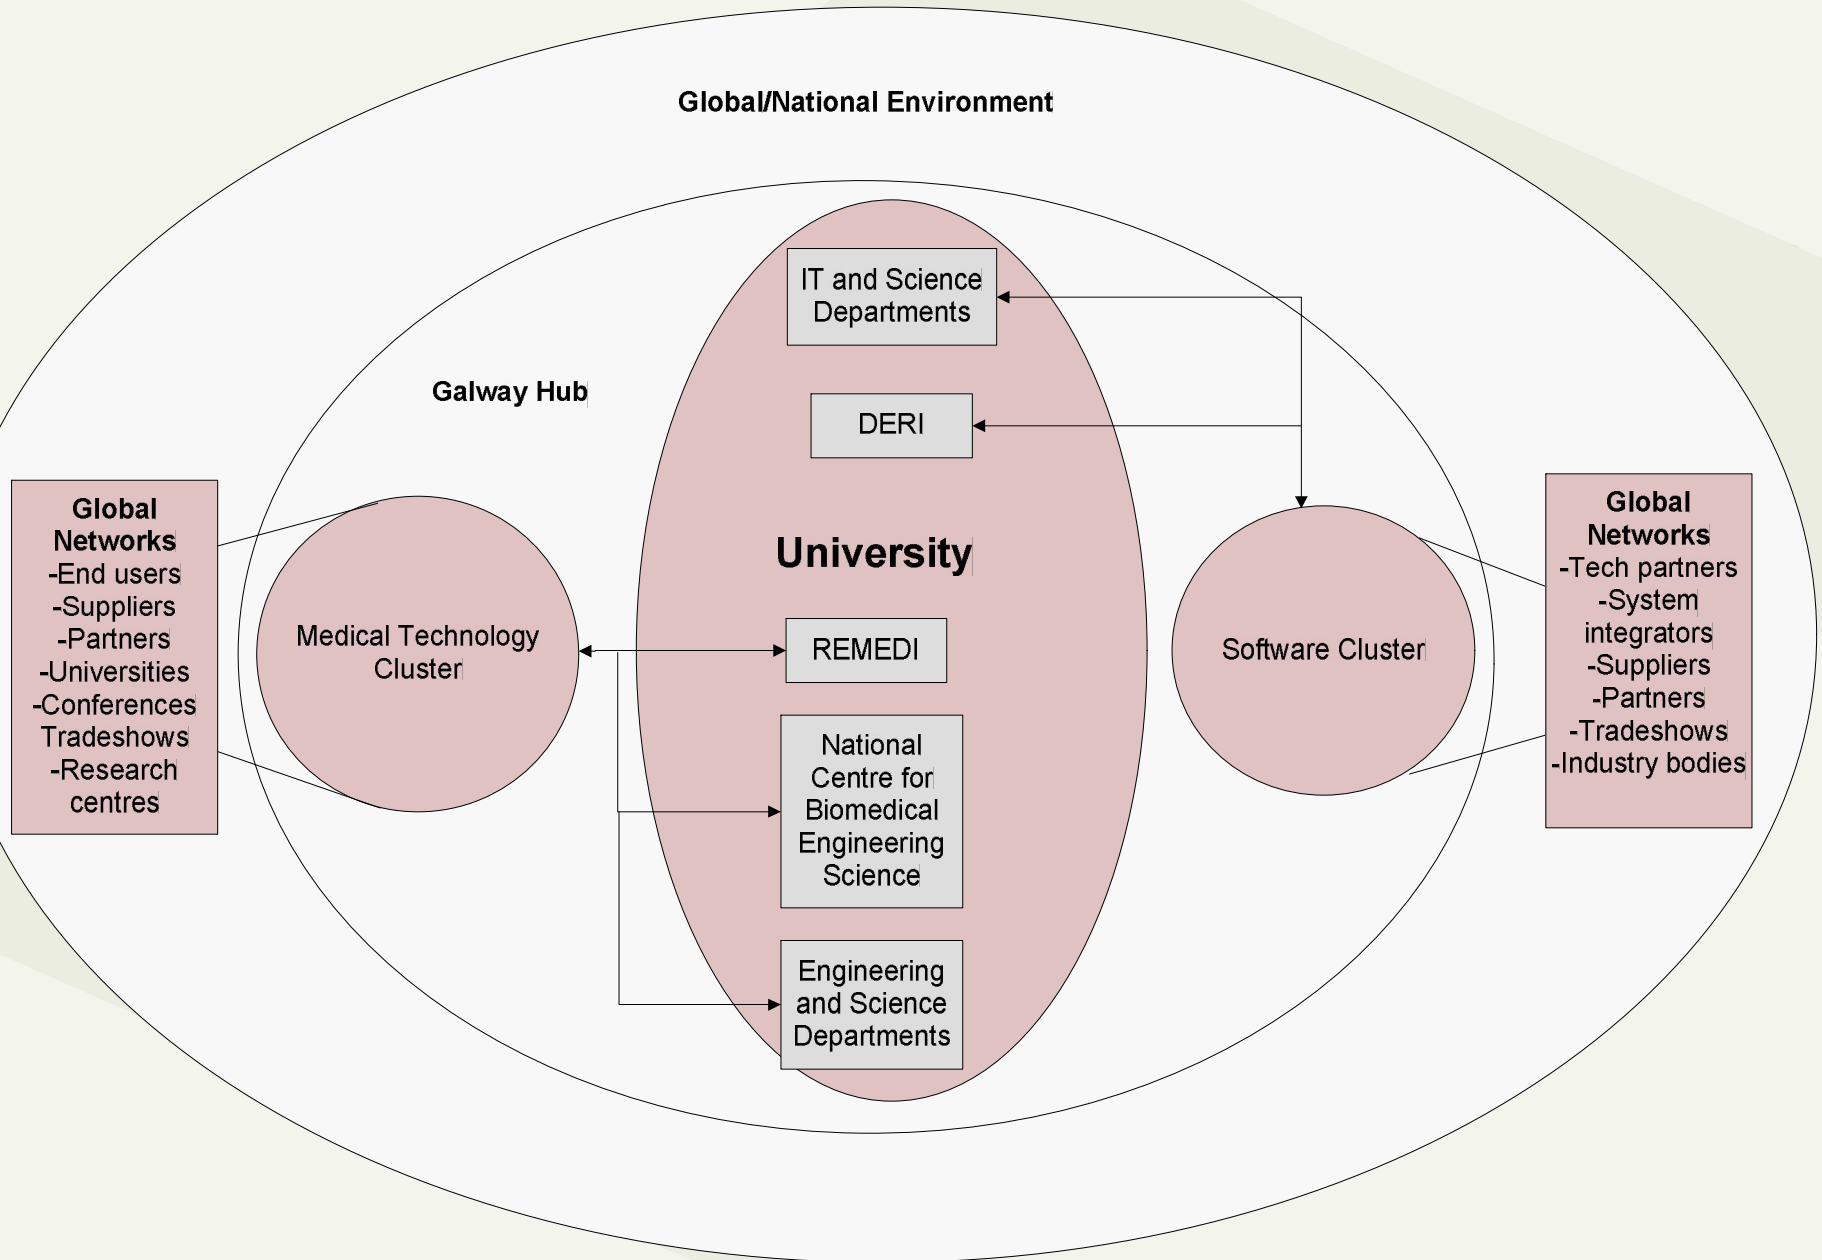 Global/National Environment
IT and Science
Departments
Galway Hub
DERI
Global
Networks
-End users
-Suppliers
-Partners
-Universities
-Conferences
Tradeshows
-Research
centres
Medical Technology
Cluster
University
REMEDI
National
Centre for
Biomedical
Engineering
Science
Engineering
and Science
Departments
Software Cluster
Global
Networks
-Tech partners
-System
integrators
-Suppliers
-Partners
-Tradeshows
-Industry bodies